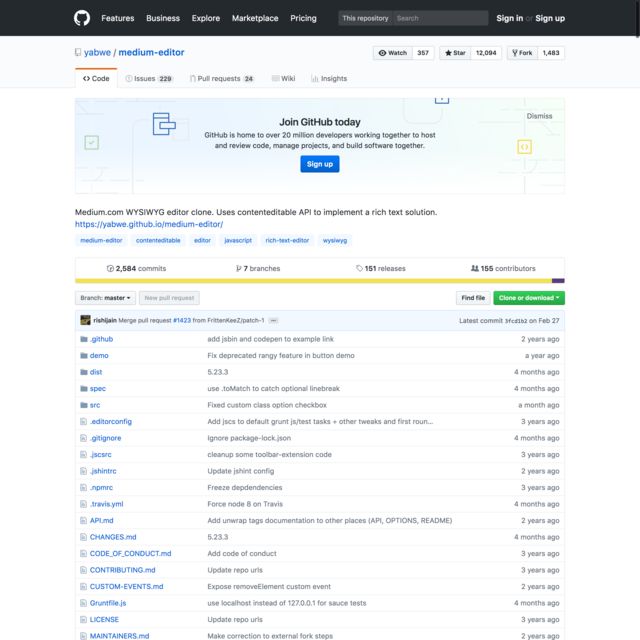 Features Business Explore Marketplace Pricing This repository Search Sign in or Sign up
yabwe / medium-editor Watch 357 Star 12,094 Fork 1,483
Code Issues 229 Pull requests 24 Wiki Insights
Dismiss
Join GitHub today
GitHub is home to over 20 million developers working together to host
and review code, manage projects, and build software together.
Sign up
Medium.com WYSIWYG editor clone. Uses contenteditable API to implement a rich text solution.
https://yabwe.github.io/medium-editor/
medium-editor contenteditable editor javascript rich-text-editor wysiwyg
2,584 commits 7 branches 151 releases 155 contributors
Branch: master New pull request Find file Clone or download
rishijain Merge pull request #1423 from FrittenKeeZ/patch-1 Latest commit 3fcd1b2 on Feb 27
.github add jsbin and codepen to example link 2 years ago
demo Fix deprecated rangy feature in button demo a year ago
dist 5.23.3 4 months ago
spec use .toMatch to catch optional linebreak 4 months ago
src Fixed custom class option checkbox a month ago
.editorconfig Add jscs to default grunt js/test tasks + other tweaks and first roun… 3 years ago
.gitignore Ignore package-lock.json 4 months ago
.jscsrc cleanup some toolbar-extension code 3 years ago
.jshintrc Update jshint config 2 years ago
.npmrc Freeze depdendencies 3 years ago
.travis.yml Force node 8 on Travis 4 months ago
API.md Add unwrap tags documentation to other places (API, OPTIONS, README) 2 years ago
CHANGES.md 5.23.3 4 months ago
CODE_OF_CONDUCT.md Add code of conduct 3 years ago
CONTRIBUTING.md Update repo urls 3 years ago
CUSTOM-EVENTS.md Expose removeElement custom event 2 years ago
Gruntfile.js use localhost instead of 127.0.0.1 for sauce tests 4 months ago
LICENSE Update repo urls 3 years ago
MAINTAINERS.md Make correction to external fork steps 2 years ago